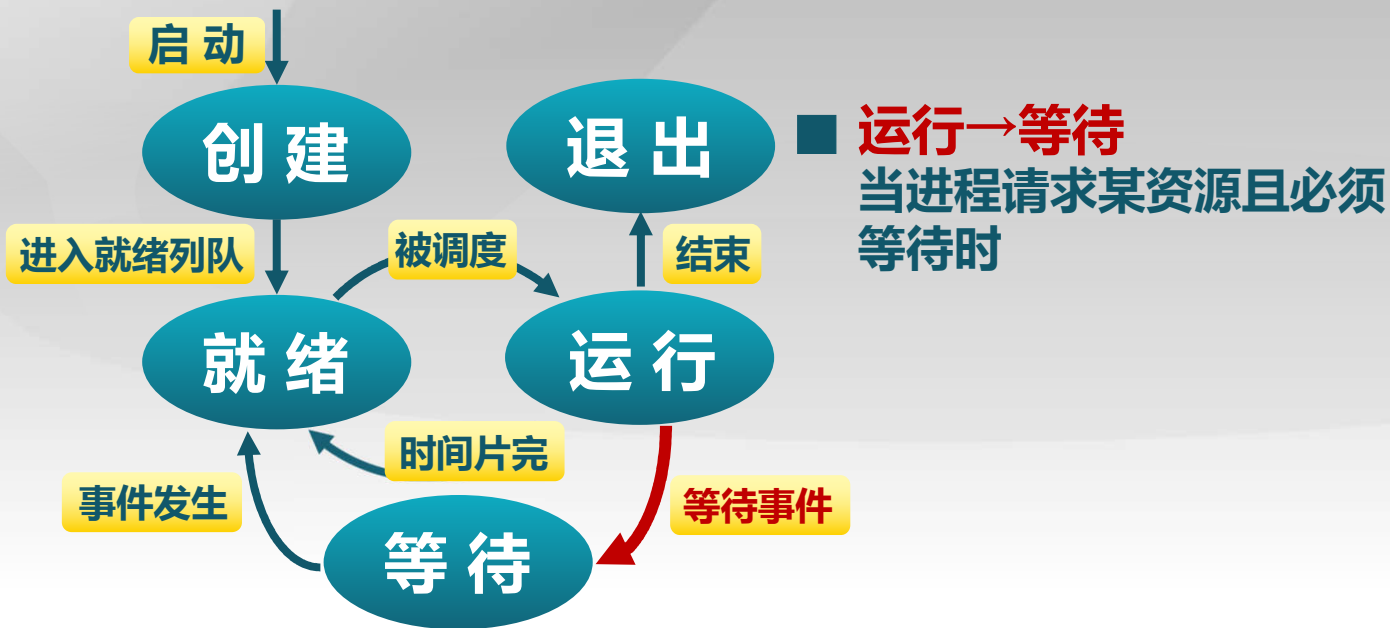 启 动
创 建
退 出
运行→等待
当进程请求某资源且必须
等待时
进入就绪列队
被调度
结束
就 绪
运 行
时间片完
事件发生
等待事件
等 待